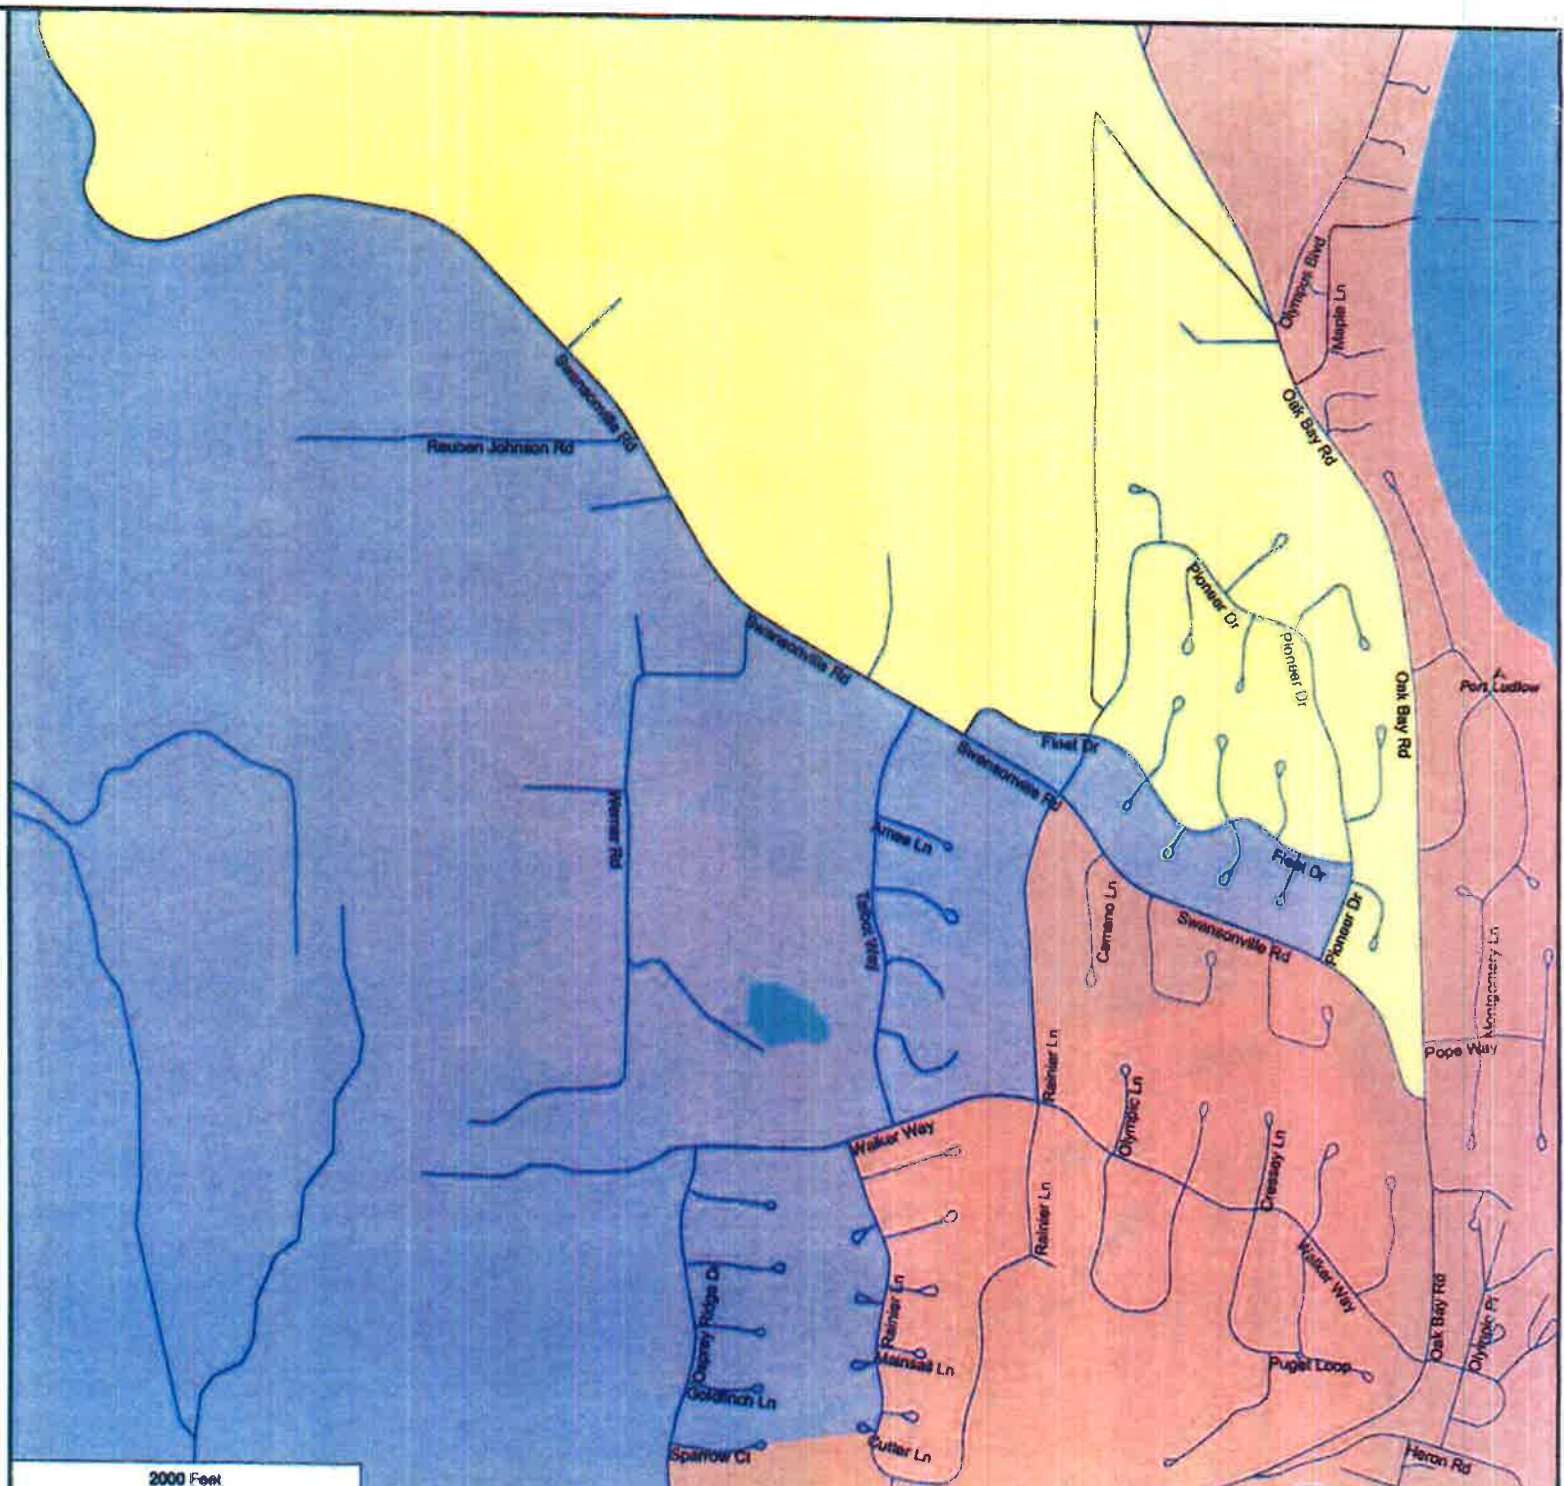 Olympus Blvd
Maple Ln
Swansonville Rd
Oak Bay Rd
Reuben Johnson Rd
Pioneer Dr
Swansonville Rd
Pioneer Dr
Oak Bay Rd
Port Ludlow
Fleet Dr
Swansonville Rd
Werner Rd
Ames Ln
Fleet Dr
Talbot Way
Camano Ln
Swansonville Rd
Pioneer Dr
Montgomery Ln
Pope Way
Rainier Ln
Olympic Ln
Walker Way
Cressey Ln
Rainier Ln
Walker Way
Osprey Ridge Dr
Rainier Ln
Oak Bay Rd
Olympic Pl
Mainsail Ln
Puget Loop
Goldfinch Ln
Sparrow Ct
Cutter Ln
Heron Rd
2000 Feet